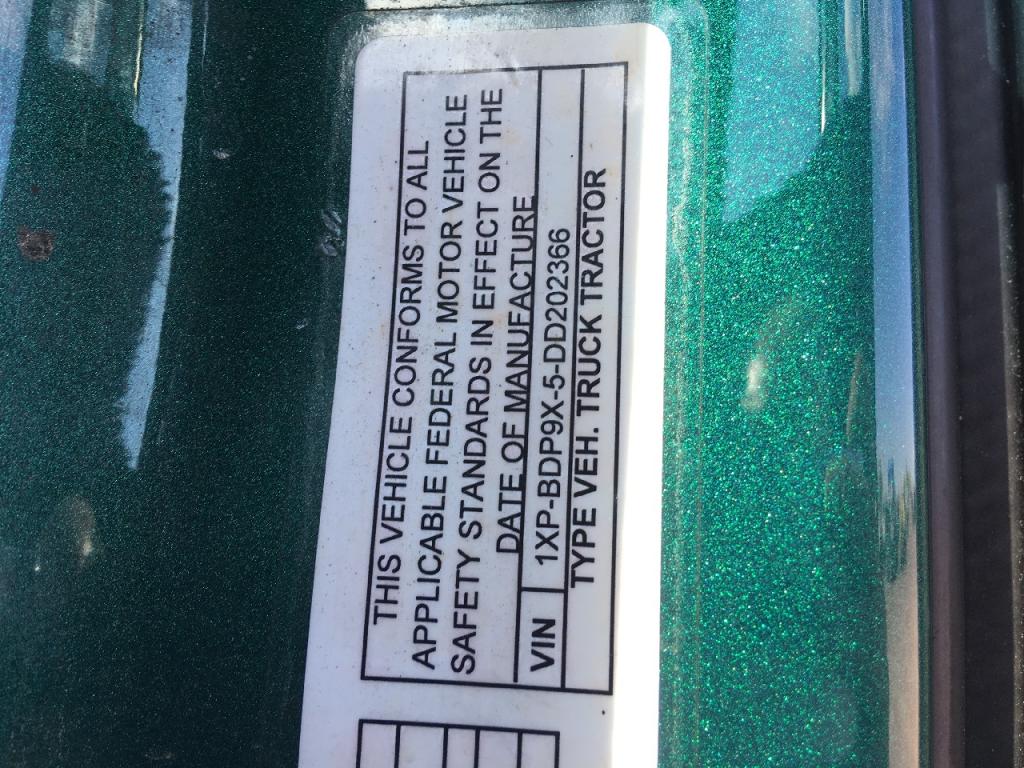 THIS VEHICLE CONFORMS TO ALL
APPLICABLE FEDERAL MOTOR VEHICLE
SAFETY STANDARDS IN EFFECT ON THE
DATE OF MANUFACTURE
VIN 1XP-BDP9X-5-DD202366
TYPE VEH. TRUCK TRACTOR